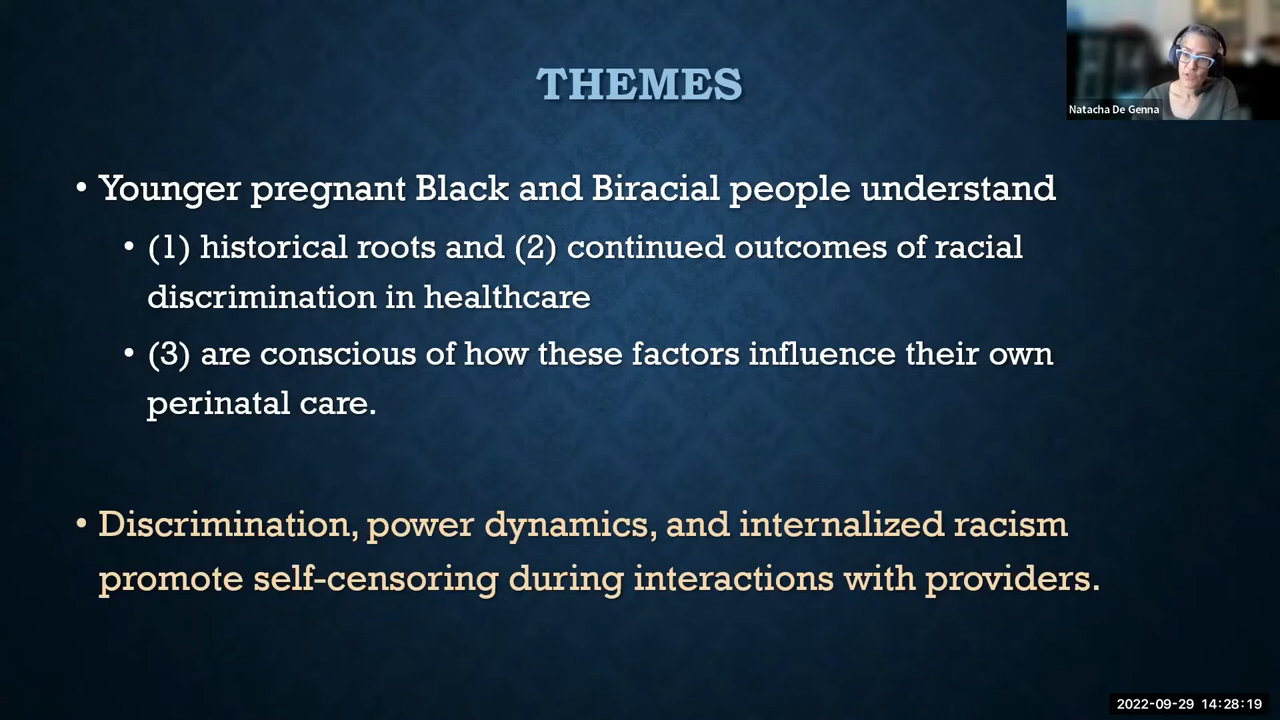 THEMES
Natacha De Genna
• Younger pregnant Black and Biracial people understand
• (1) historical roots and (2) continued outcomes of racial
discrimination in healthcare
• (3) are conscious of how these factors influence their own
perinatal care.
• Discrimination, power dynamics, and internalized racism
promote self-censoring during interactions with providers.
2022-09-29 14:28:19